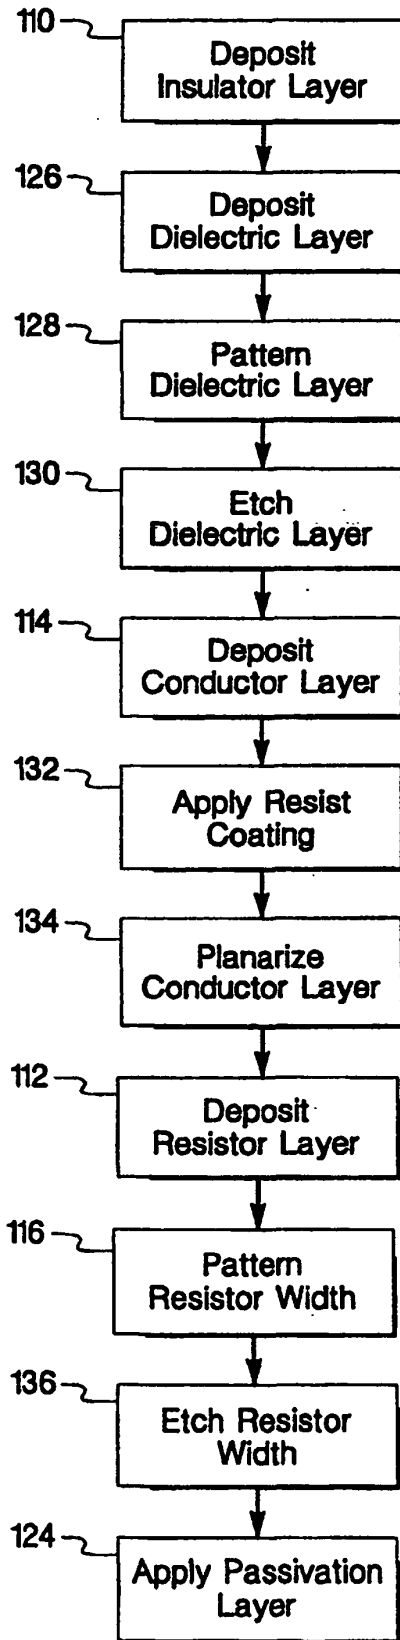 110
Deposit
Insulator Layer
126
Deposit
Dielectric Layer
128
Pattern
Dielectric Layer
130
Etch
Dielectric Layer
114
Deposit
Conductor Layer
132
Apply Resist
Coating
134
Planarize
Conductor Layer
112
Deposit
Resistor Layer
116
Pattern
Resistor Width
136
Etch Resistor
Width
124
Apply Passivation
Layer